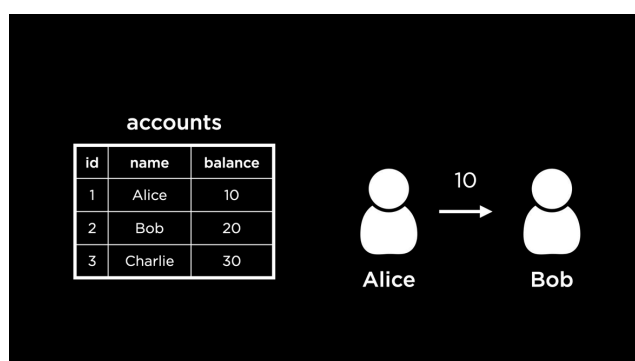 accounts
id name balance
1 Alice 10
2 Bob 20
3 Charlie 30
10
Alice Bob